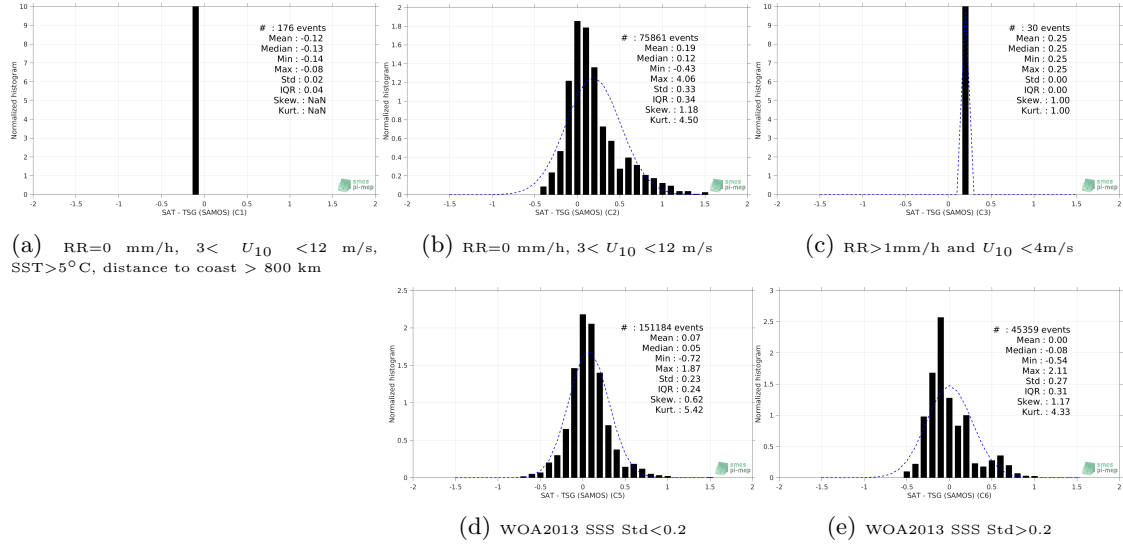 10
9
8
7
6
5
4
3
2
1
0
Normalized histogram
# : 176 events
Mean : -0.12
Median : -0.13
Min : -0.14
Max : -0.08
Std : 0.02
IQR : 0.04
Skew. : NaN
Kurt. : NaN
smos
pi-mep
-2 -1.5 -1 -0.5 0 0.5 1 1.5 2
SAT - TSG (SAMOS) (C1)
(a) RR=0 mm/h, 3< U10 <12 m/s,
SST>5°C, distance to coast > 800 km
2
1.8
1.6
1.4
1.2
1
0.8
0.6
0.4
0.2
0
Normalized histogram
# : 75861 events
Mean : 0.19
Median : 0.12
Min : -0.43
Max : 4.06
Std : 0.33
IQR : 0.34
Skew. : 1.18
Kurt. : 4.50
smos
pi-mep
-2 -1.5 -1 -0.5 0 0.5 1 1.5 2
SAT - TSG (SAMOS) (C2)
(b) RR=0 mm/h, 3< U10 <12 m/s
10
9
8
7
6
5
4
3
2
1
0
Normalized histogram
# : 30 events
Mean : 0.25
Median : 0.25
Min : 0.25
Max : 0.25
Std : 0.00
IQR : 0.00
Skew. : 1.00
Kurt. : 1.00
smos
pi-mep
-2 -1.5 -1 -0.5 0 0.5 1 1.5 2
SAT - TSG (SAMOS) (C3)
(c) RR>1mm/h and U10 <4m/s
2.5
2
1.5
1
0.5
0
Normalized histogram
# : 151184 events
Mean : 0.07
Median : 0.05
Min : -0.72
Max : 1.87
Std : 0.23
IQR : 0.24
Skew. : 0.62
Kurt. : 5.42
smos
pi-mep
-2 -1.5 -1 -0.5 0 0.5 1 1.5 2
SAT - TSG (SAMOS) (C5)
(d) WOA2013 SSS Std<0.2
3
2.5
2
1.5
1
0.5
0
Normalized histogram
# : 45359 events
Mean : 0.00
Median : -0.08
Min : -0.54
Max : 2.11
Std : 0.27
IQR : 0.31
Skew. : 1.17
Kurt. : 4.33
smos
pi-mep
-2 -1.5 -1 -0.5 0 0.5 1 1.5 2
SAT - TSG (SAMOS) (C6)
(e) WOA2013 SSS Std>0.2